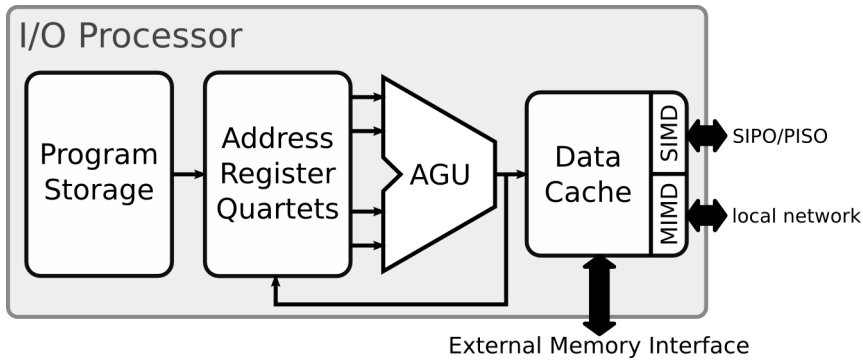 I/O Processor
Program
Storage
Address
Register
Quartets
AGU
Data
Cache
SIMD
MIMD
SIPO/PISO
local network
External Memory Interface